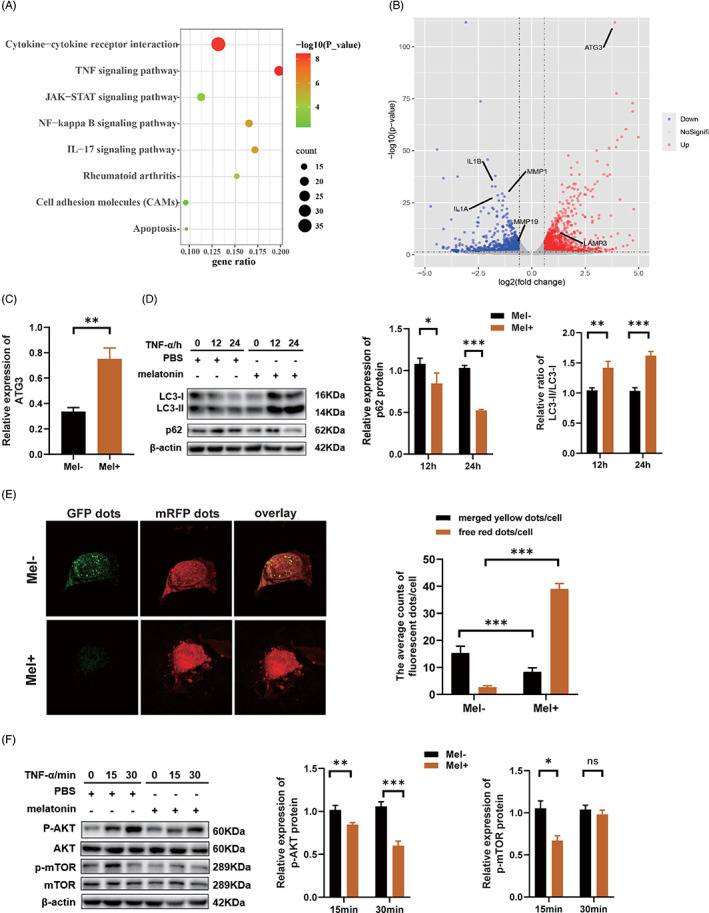 (A)
Cytokine−cytokine receptor interaction
TNF signaling pathway
JAK−STAT signaling pathway
NF−kappa B signaling pathway
IL−17 signaling pathway
Rheumatoid arthritis
Cell adhesion molecules (CAMs)
Apoptosis
0.100 0.125 0.150 0.175 0.200
gene ratio
−log10(P_value)
8
6
4
count
15
20
25
30
35
(B)
100
75
50
25
0
−log10(p−value)
−5.0 −2.5 0.0 2.5 5.0
log2(fold change)
ATG3
IL1B
MMP1
IL1A
MMP19
LAMP3
Down
NoSignifi
Up
(C)
Relative expression of
ATG3
1.0
0.8
0.6
0.4
0.2
0.0
**
Mel- Mel+
(D)
TNF-α/h 0 12 24 0 12 24
PBS + + + - - -
melatonin - - - + + +
LC3-I 16KDa
LC3-II 14KDa
p62 62KDa
β-actin 42KDa
Relative expression of
p62 protein
1.5
1.0
0.5
0.0
* ***
12h 24h
Mel-
Mel+
Relative ratio of
LC3-II/LC3-I
2.0
1.5
1.0
0.5
0.0
** ***
12h 24h
(E)
GFP dots mRFP dots overlay
Mel-
Mel+
merged yellow dots/cell
free red dots/cell
The average counts of
fluorescent dots/cell
50
40
30
20
10
0
***
***
Mel- Mel+
(F)
TNF-α/min 0 15 30 0 15 30
PBS + + + - - -
melatonin - - - + + +
P-AKT 60KDa
AKT 60KDa
p-mTOR 289KDa
mTOR 289KDa
β-actin 42KDa
Relative expression of
p-AKT protein
1.5
1.0
0.5
0.0
** ***
15min 30min
Mel-
Mel+
Relative expression of
p-mTOR protein
1.5
1.0
0.5
0.0
* ns
15min 30min